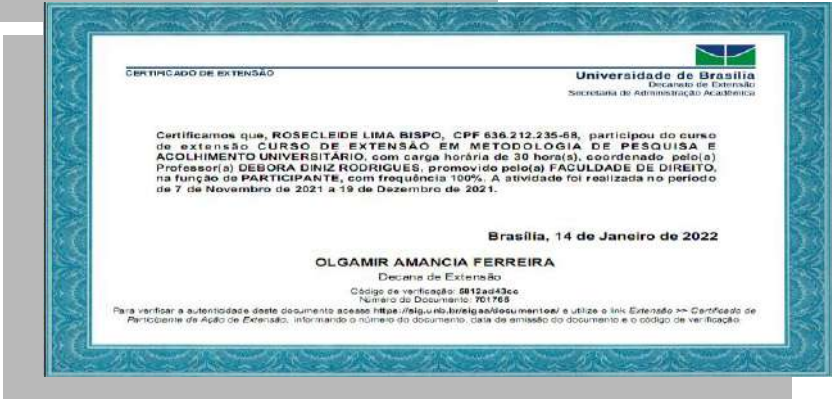 CERTIFICADO DE EXTENSÃO
Universidade de Brasília
Decanato de Extensão
Secretaria de Administração Acadêmica
Certificamos que, ROSECLEIDE LIMA BISPO, CPF 636.212.235-68, participou do curso
de extensão CURSO DE EXTENSÃO EM METODOLOGIA DE PESQUISA E
ACOLHIMENTO UNIVERSITÁRIO, com carga horária de 30 hora(s), coordenado pelo(a)
Professor(a) DEBORA DINIZ RODRIGUES, promovido pelo(a) FACULDADE DE DIREITO,
na função de PARTICIPANTE, com frequência 100%. A atividade foi realizada no período
de 7 de Novembro de 2021 a 19 de Dezembro de 2021.
Brasília, 14 de Janeiro de 2022
OLGAMIR AMANCIA FERREIRA
Decana de Extensão
Código de verificação: 5812ad43cc
Número do Documento: 701765
Para verificar a autenticidade deste documento acesse https://sig.unb.br/sigaa/documentos/ e utilize o link Extensão >> Certificado de
Participante de Ação de Extensão, informando o número do documento, data de emissão do documento e o código de verificação.